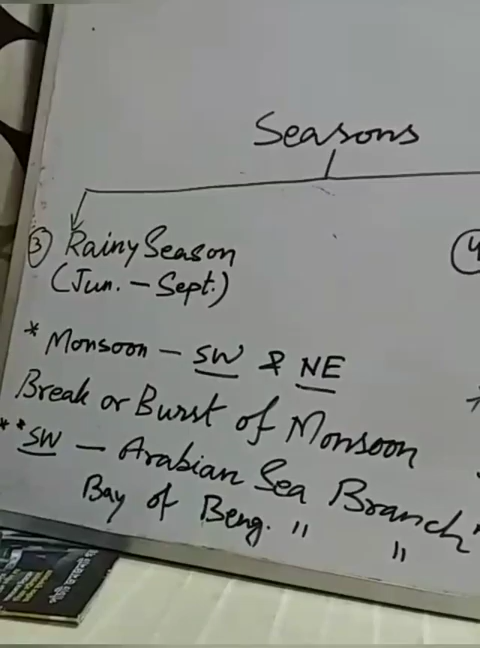 Seasons
③ Rainy Season
(Jun. - Sept.)
* Monsoon - SW & NE
Break or Burst of Monsoon
** SW - Arabian Sea Branch
Bay of Beng. " "